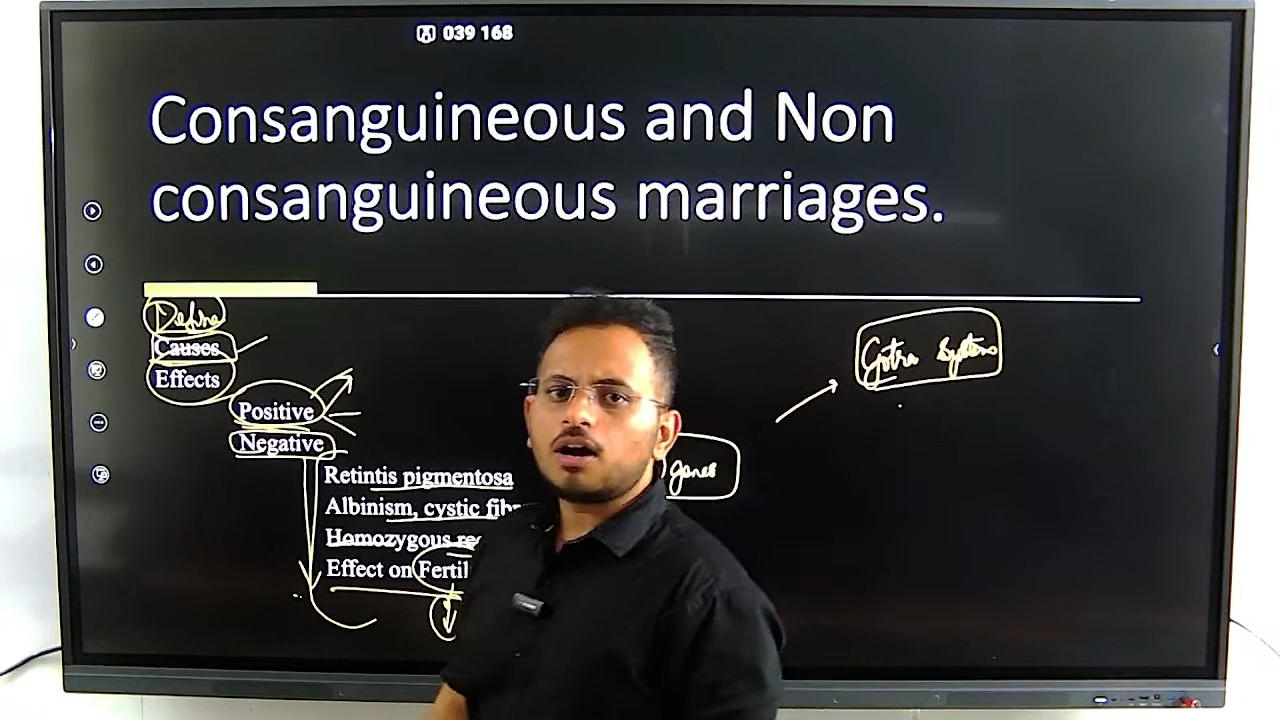 039 168
Consanguineous and Non
consanguineous marriages.
Define
Causes
Effects
Gotra System
Positive
Negative
Retintis pigmentosa
genes
Albinism, cystic
Homozygous
Effect on